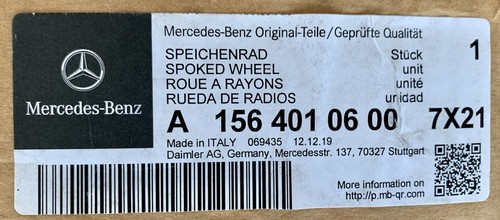 Mercedes-Benz Original-Teile/Geprüfte Qualität
SPEICHENRAD Stück 1
SPOKED WHEEL unit
ROUE A RAYONS unité
RUEDA DE RADIOS unidad
Mercedes-Benz
A 156 401 06 00 7X21
Made in ITALY 069435 12.12.19
Daimler AG, Germany, Mercedesstr. 137, 70327 Stuttgart
More information on
http://p.mb-qr.com